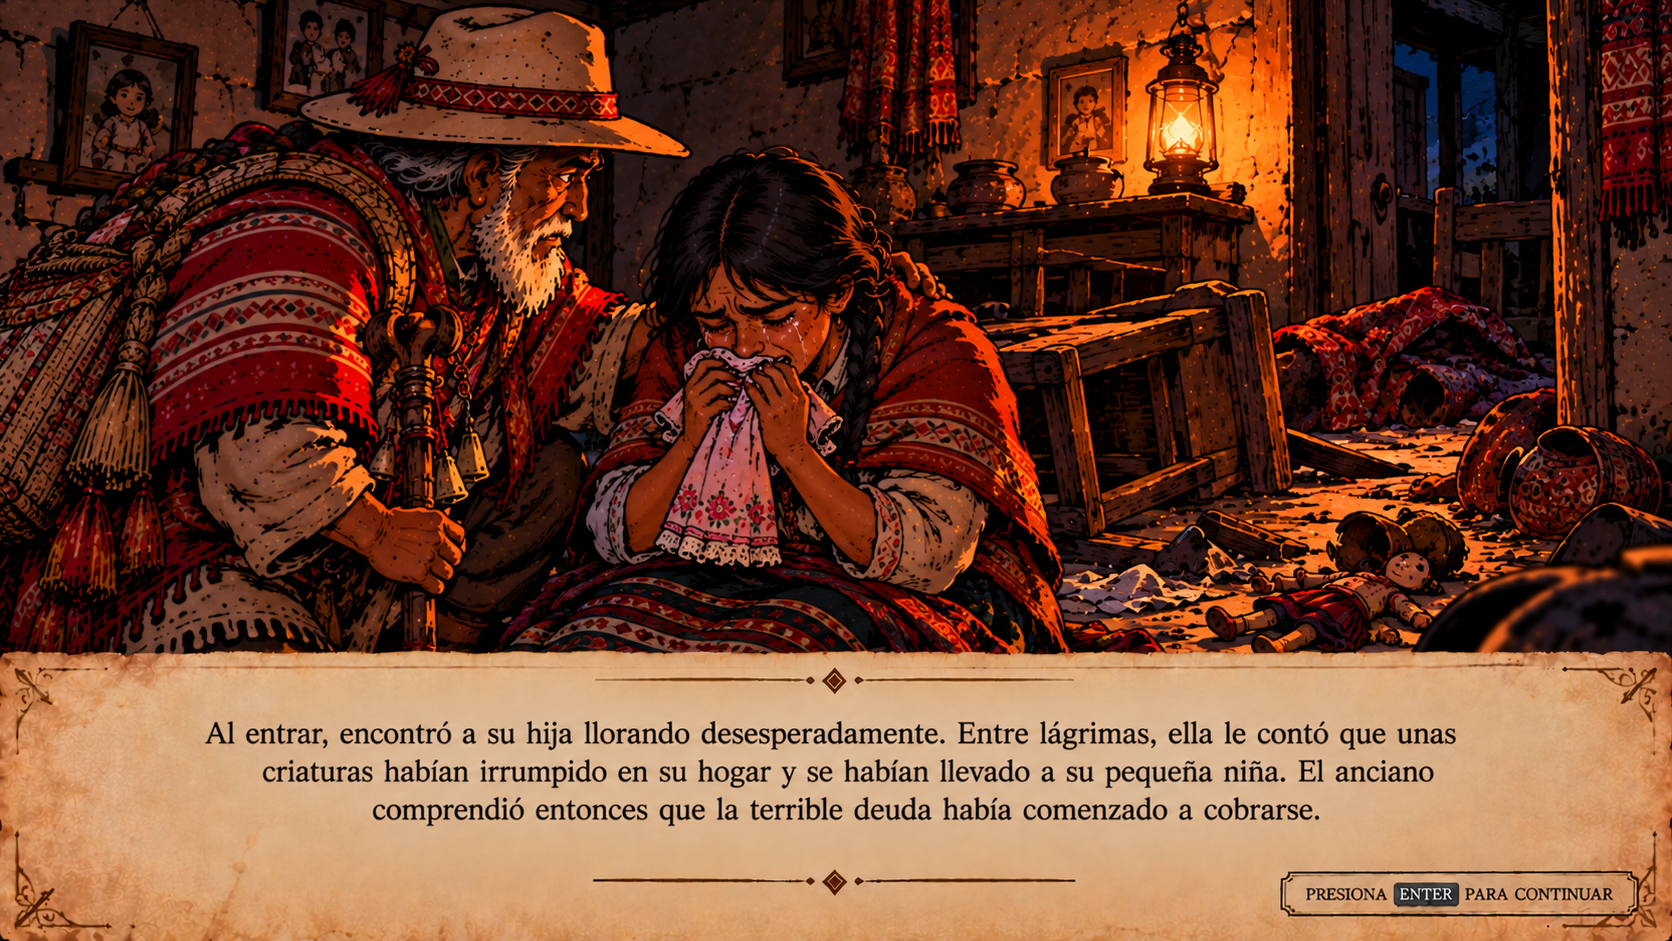 Al entrar, encontró a su hija llorando desesperadamente. Entre lágrimas, ella le contó que unas
criaturas habían irrumpido en su hogar y se habían llevado a su pequeña niña. El anciano
comprendió entonces que la terrible deuda había comenzado a cobrarse.
PRESIONA ENTER PARA CONTINUAR